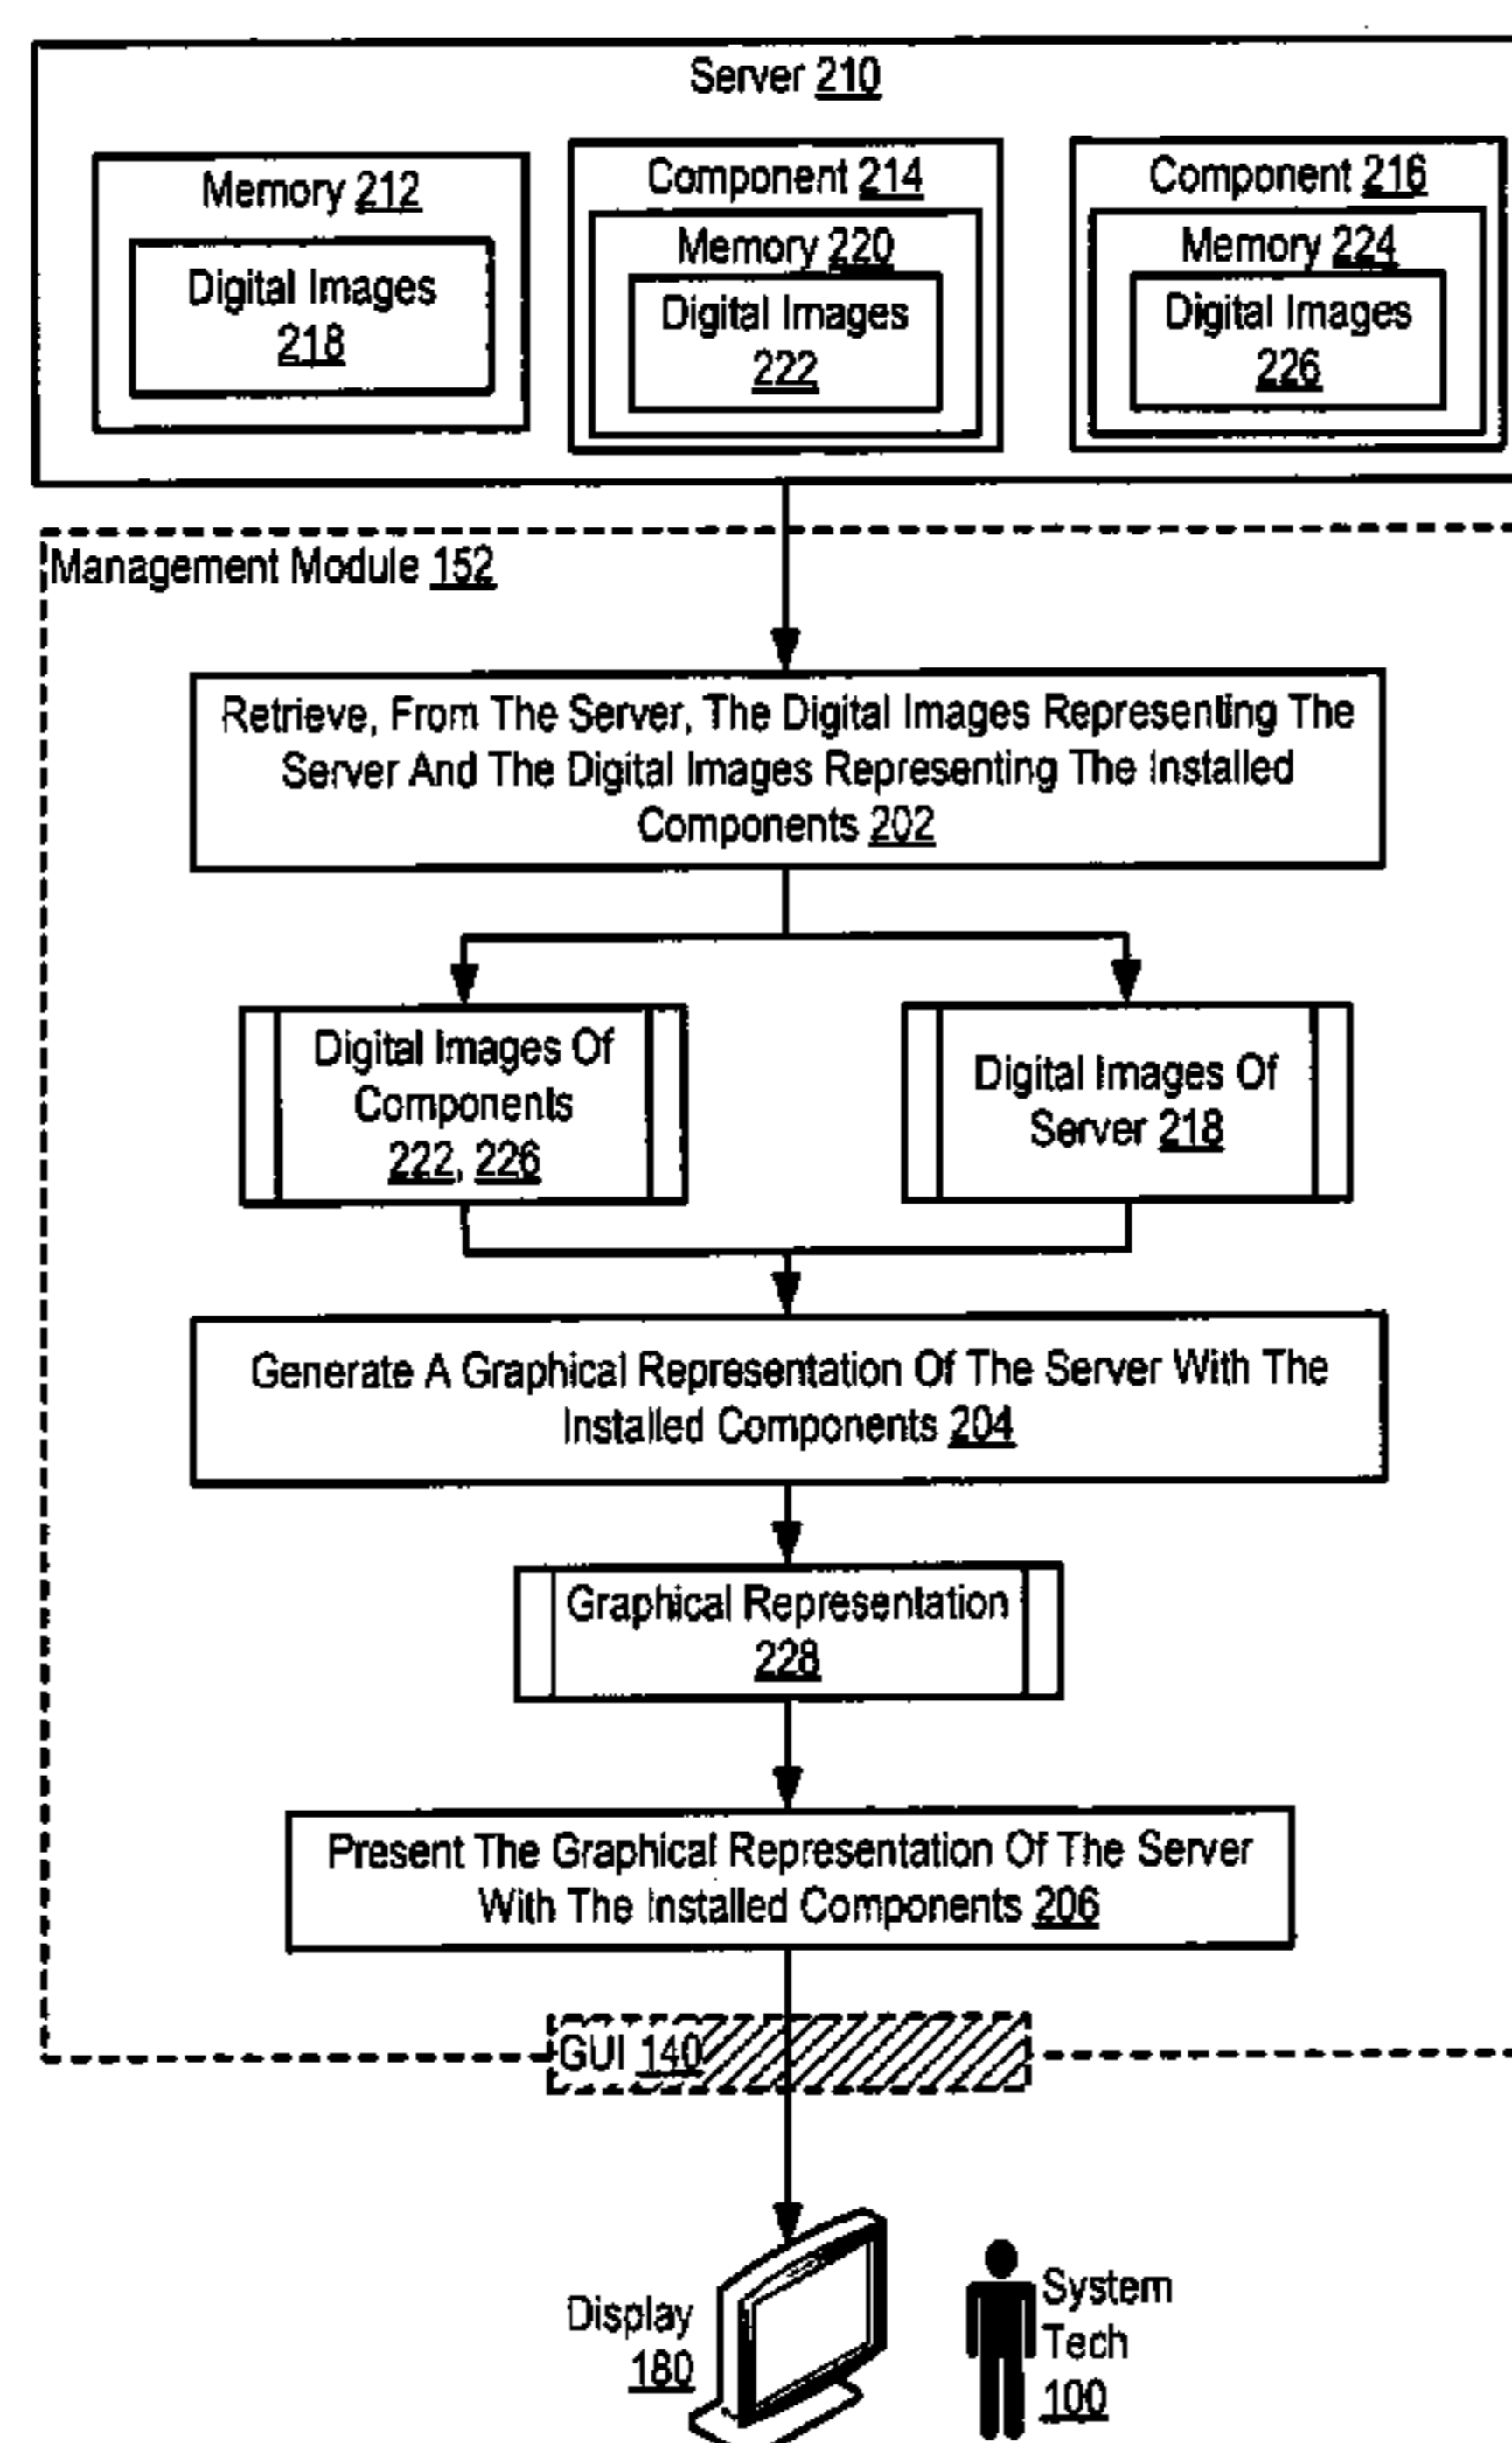 Server 210
Memory 212
Digital Images
218
Component 214
Memory 220
Digital Images
222
Component 216
Memory 224
Digital Images
226
Management Module 152
Retrieve, From The Server, The Digital Images Representing The
Server And The Digital Images Representing The Installed
Components 202
Digital Images Of
Components
222, 226
Digital Images Of
Server 218
Generate A Graphical Representation Of The Server With The
Installed Components 204
Graphical Representation
228
Present The Graphical Representation Of The Server
With The Installed Components 206
GUI 140
Display
180
System
Tech
100